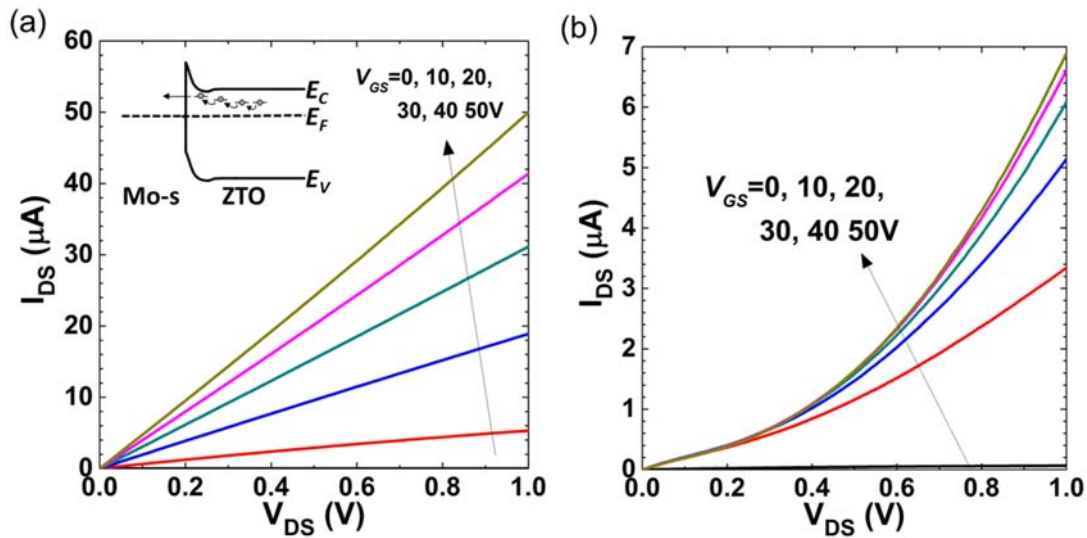 (a)
60
50
40
30
20
10
0
I_DS (μA)
0.0 0.2 0.4 0.6 0.8 1.0
V_DS (V)
E_C
E_F
E_V
Mo-s ZTO
V_GS=0, 10, 20,
30, 40 50V
(b)
7
6
5
4
3
2
1
0
I_DS (μA)
0.0 0.2 0.4 0.6 0.8 1.0
V_DS (V)
V_GS=0, 10, 20,
30, 40 50V